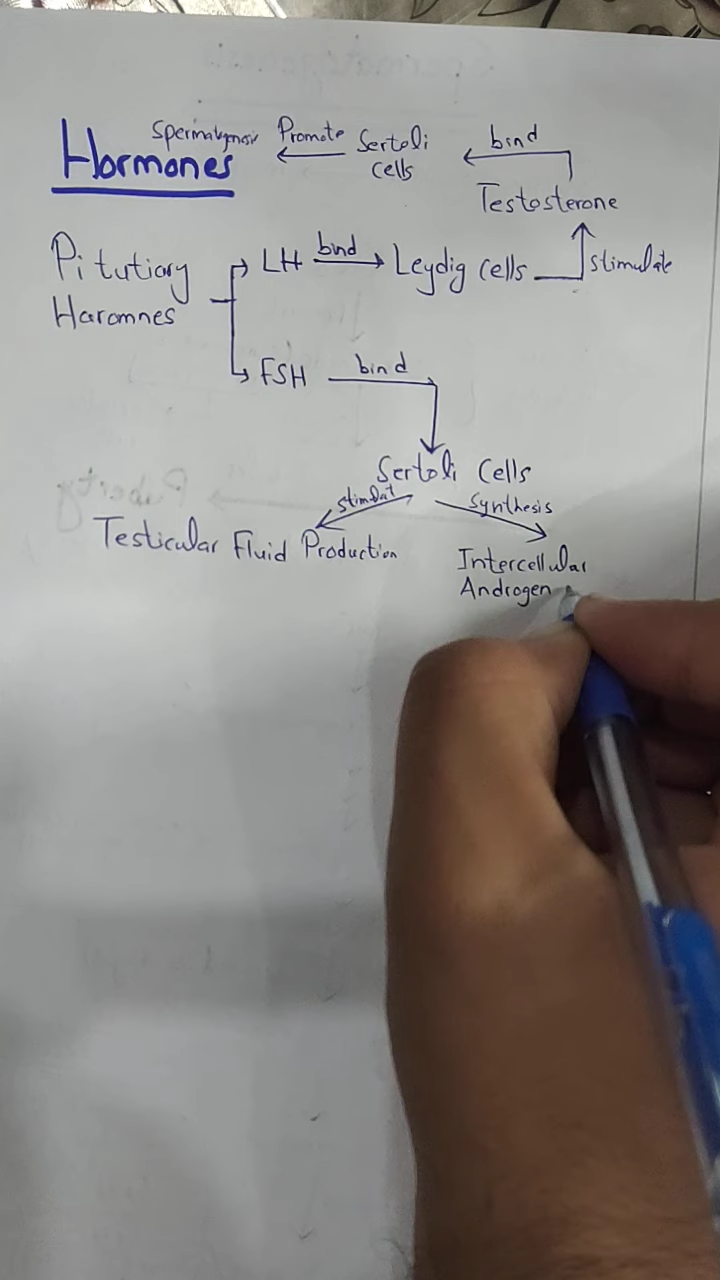 Spermatogenesis Promote Sertoli cells bind
Hormones
Testosterone
Pitutiary Haromnes
LH bind Leydig cells stimulate
FSH bind
Sertoli Cells
stimulat synthesis
Testicular Fluid Production
Intercellular
Androgen
Puberty